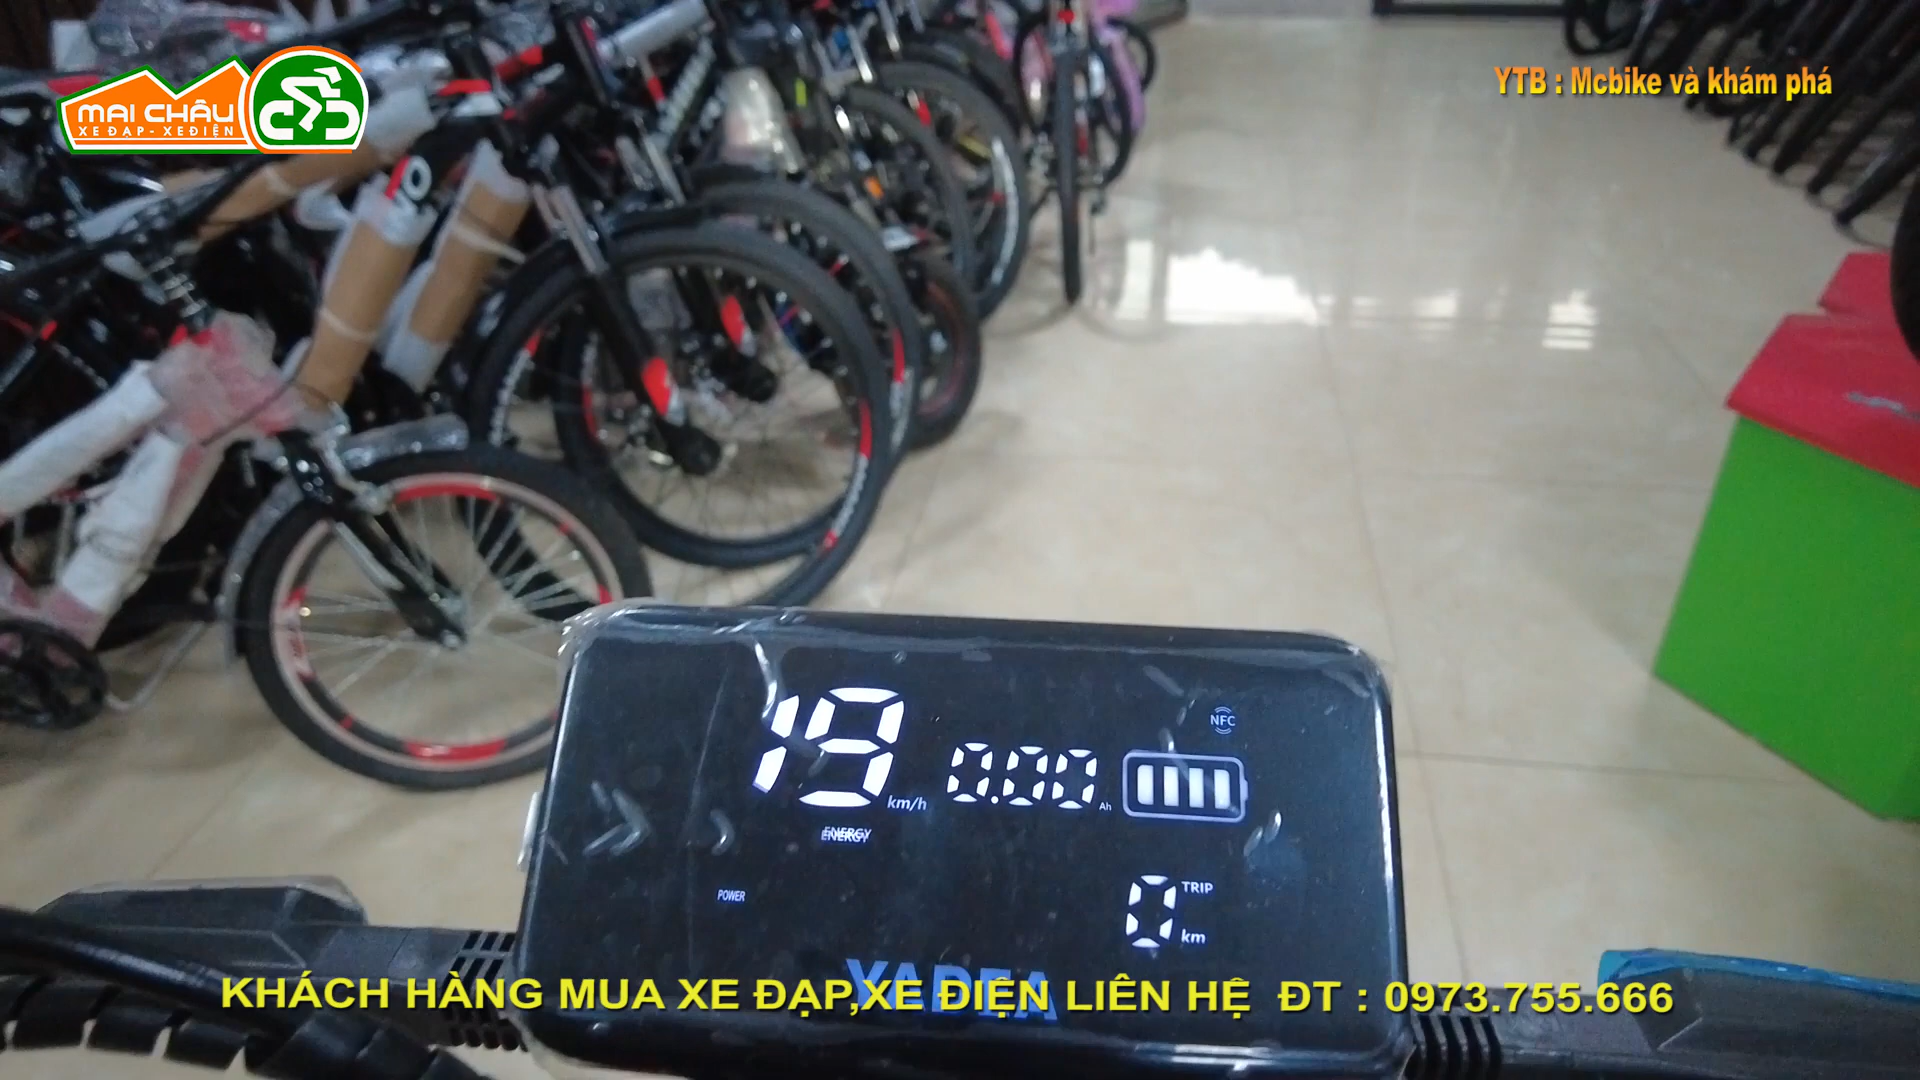 MAI CHÂU
XE ĐẠP - XE ĐIỆN
YTB : Mcbike và khám phá
NFC
19 km/h
0.00 Ah
ENERGY
POWER
TRIP
0 km
YADEA
KHÁCH HÀNG MUA XE ĐẠP,XE ĐIỆN LIÊN HỆ ĐT : 0973.755.666